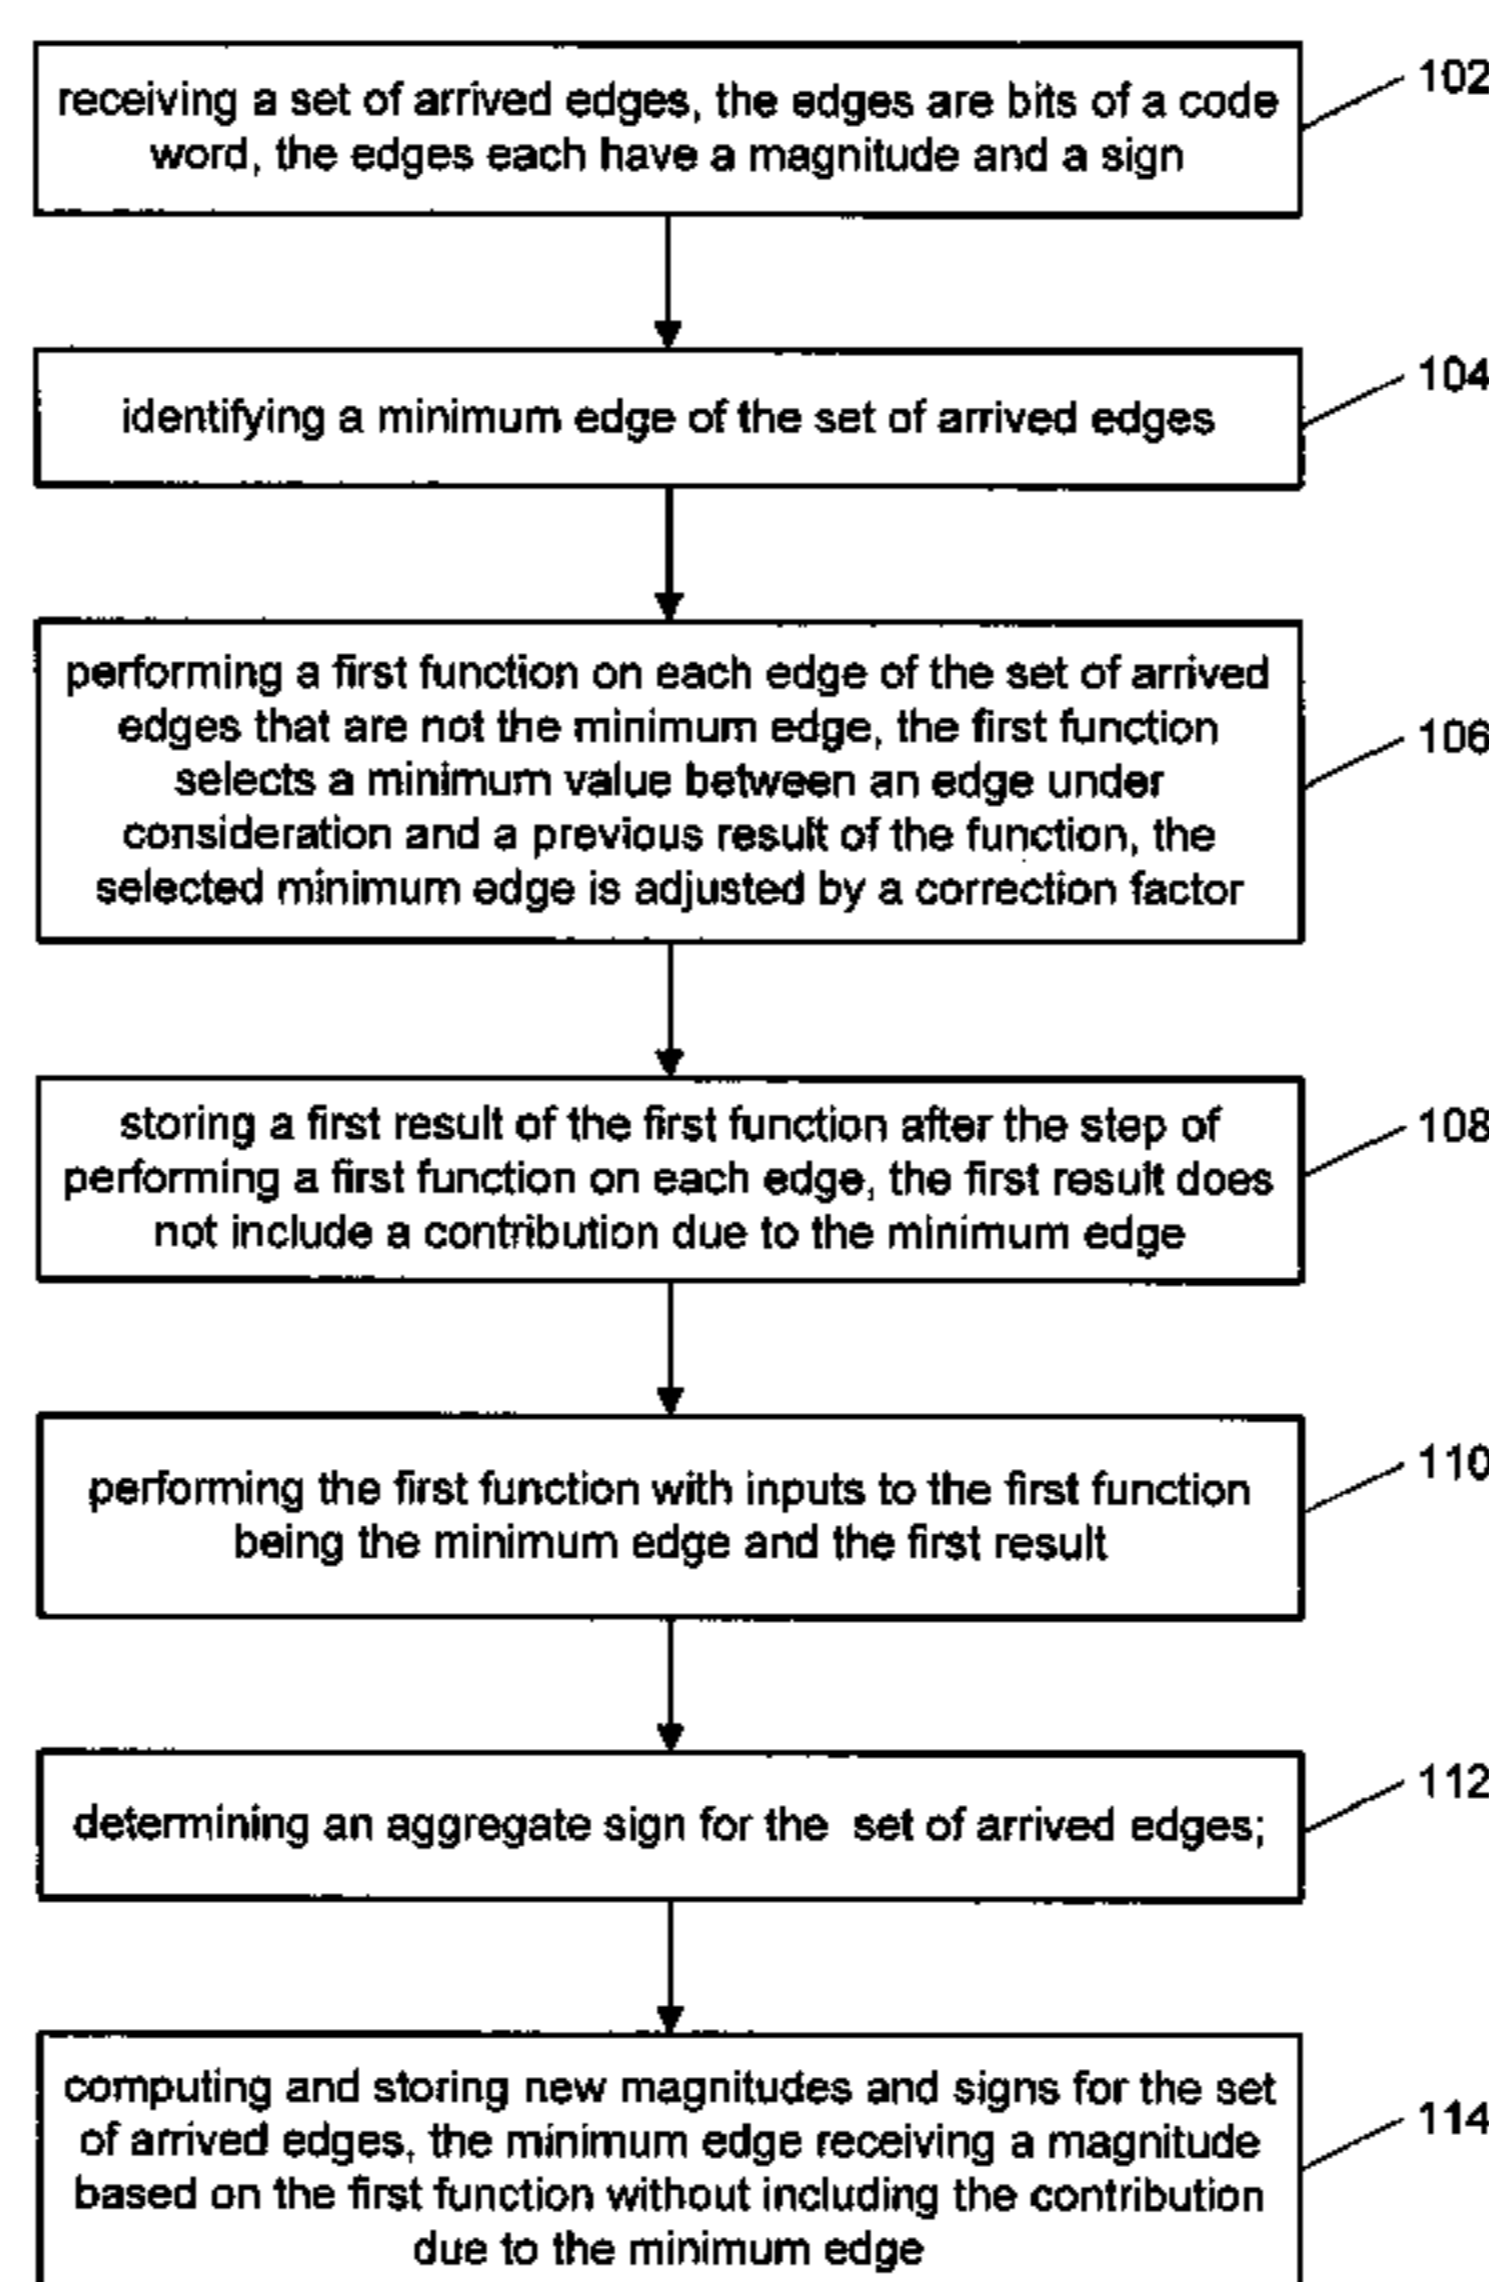 receiving a set of arrived edges, the edges are bits of a code
word, the edges each have a magnitude and a sign
102
identifying a minimum edge of the set of arrived edges
104
performing a first function on each edge of the set of arrived
edges that are not the minimum edge, the first function
selects a minimum value between an edge under
consideration and a previous result of the function, the
selected minimum edge is adjusted by a correction factor
106
storing a first result of the first function after the step of
performing a first function on each edge, the first result does
not include a contribution due to the minimum edge
108
performing the first function with inputs to the first function
being the minimum edge and the first result
110
determining an aggregate sign for the set of arrived edges;
112
computing and storing new magnitudes and signs for the set
of arrived edges, the minimum edge receiving a magnitude
based on the first function without including the contribution
due to the minimum edge
114